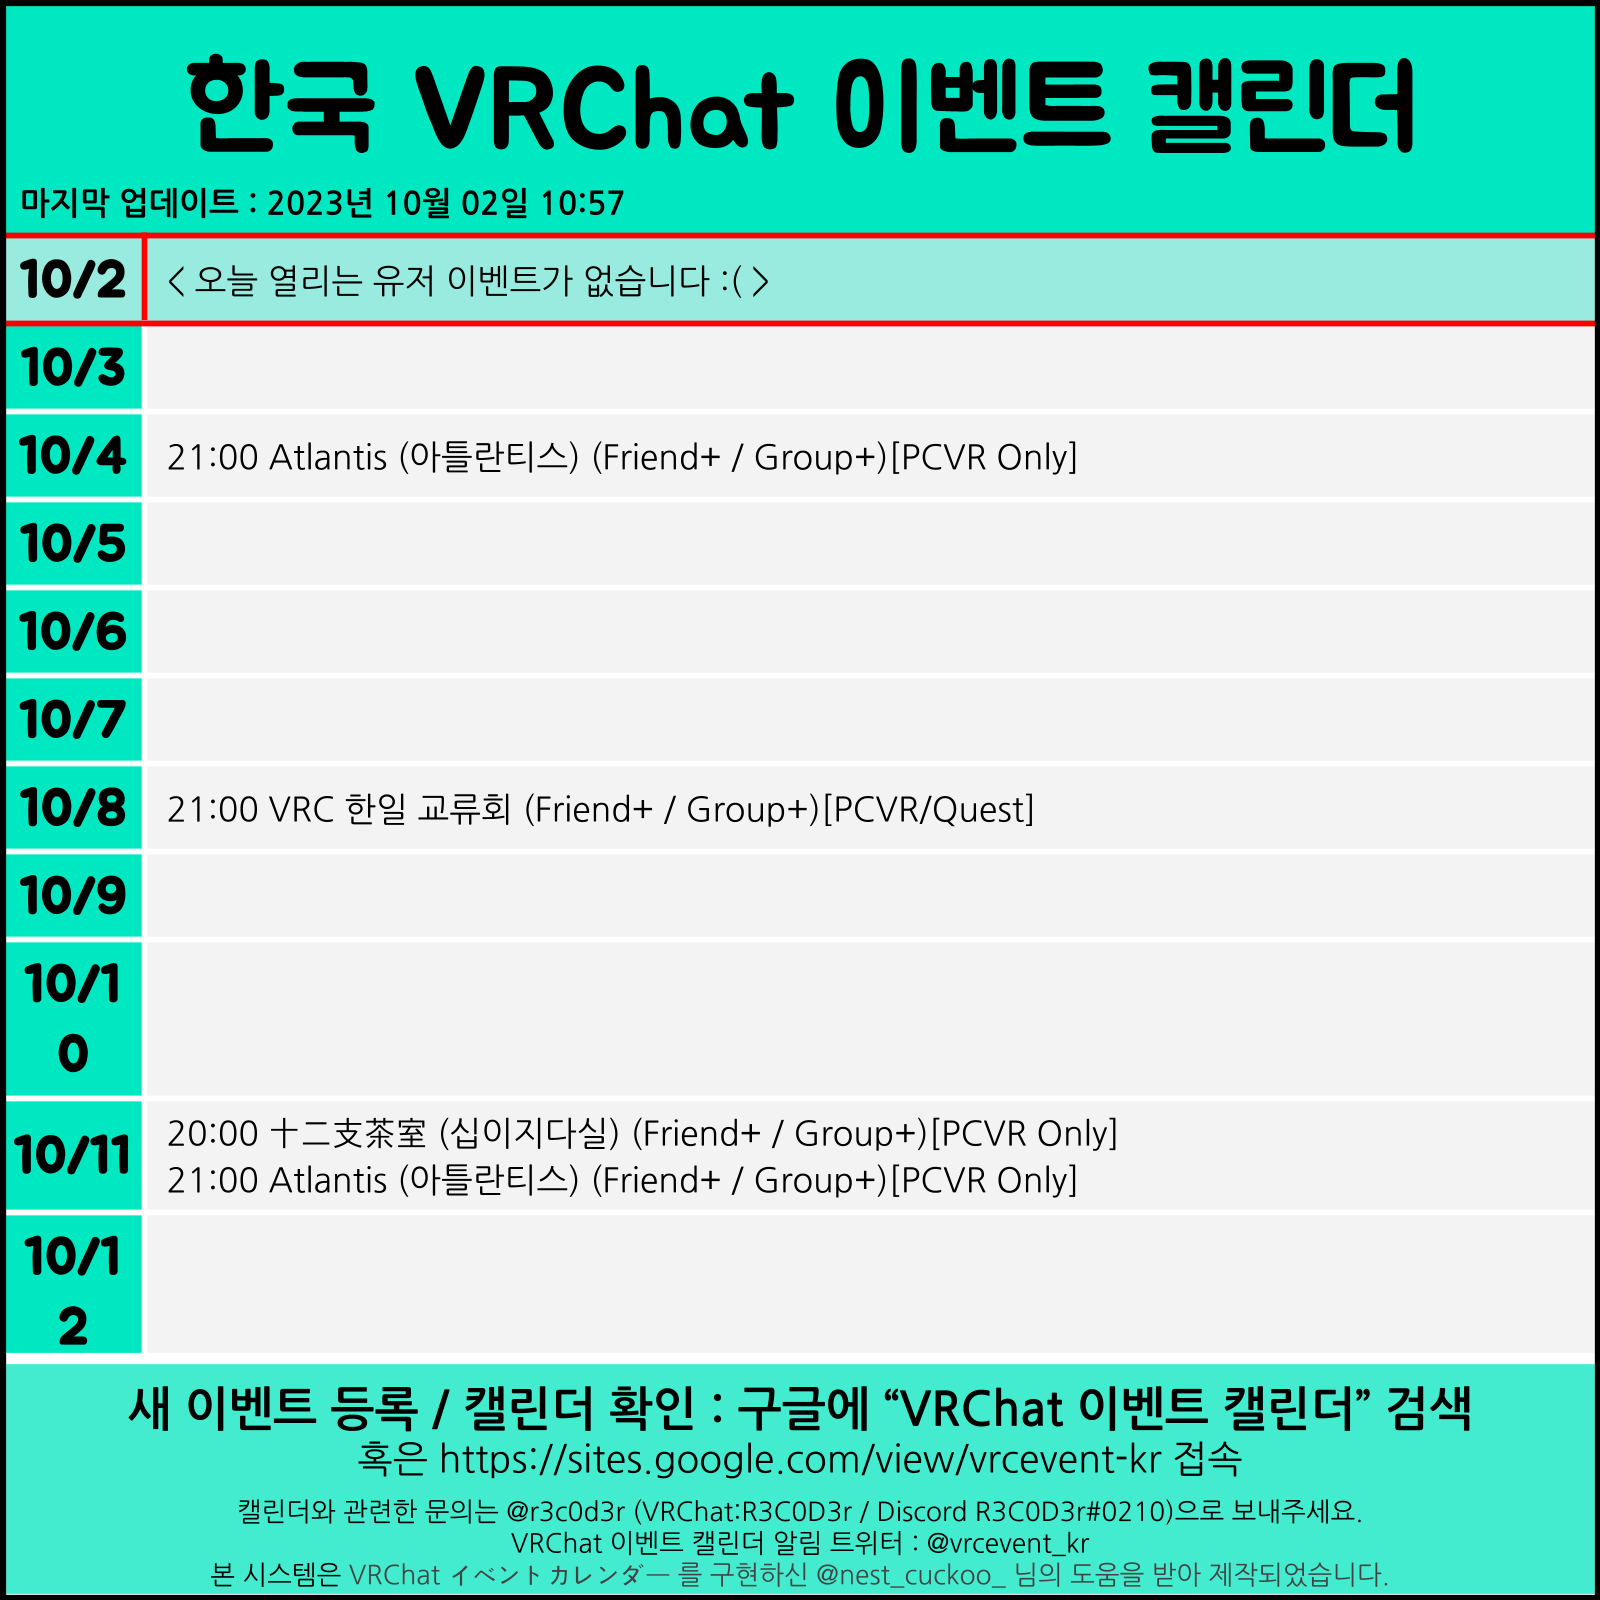 한국 VRChat 이벤트 캘린더
마지막 업데이트 : 2023년 10월 02일 10:57
10/2
< 오늘 열리는 유저 이벤트가 없습니다 :( >
10/3
10/4
21:00 Atlantis (아틀란티스) (Friend+ / Group+)[PCVR Only]
10/5
10/6
10/7
10/8
21:00 VRC 한일 교류회 (Friend+ / Group+)[PCVR/Quest]
10/9
10/1
0
10/11
20:00 十二支茶室 (십이지다실) (Friend+ / Group+)[PCVR Only]
21:00 Atlantis (아틀란티스) (Friend+ / Group+)[PCVR Only]
10/1
2
새 이벤트 등록 / 캘린더 확인 : 구글에 “VRChat 이벤트 캘린더” 검색
혹은 https://sites.google.com/view/vrcevent-kr 접속
캘린더와 관련한 문의는 @r3c0d3r (VRChat:R3C0D3r / Discord R3C0D3r#0210)으로 보내주세요.
VRChat 이벤트 캘린더 알림 트위터 : @vrcevent_kr
본 시스템은 VRChat イベントカレンダー 를 구현하신 @nest_cuckoo_ 님의 도움을 받아 제작되었습니다.